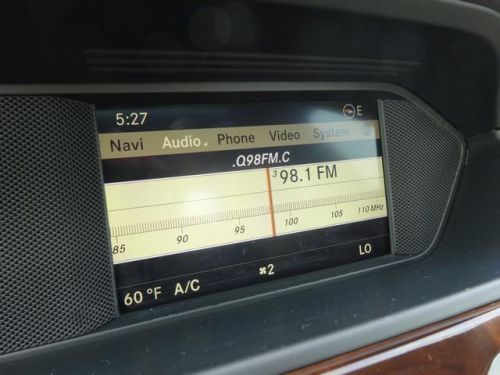 5:27 E
Navi Audio Phone Video System
.Q98FM.C
3 98.1 FM
85 90 95 100 105 110 MHz
60 °F A/C 2 LO